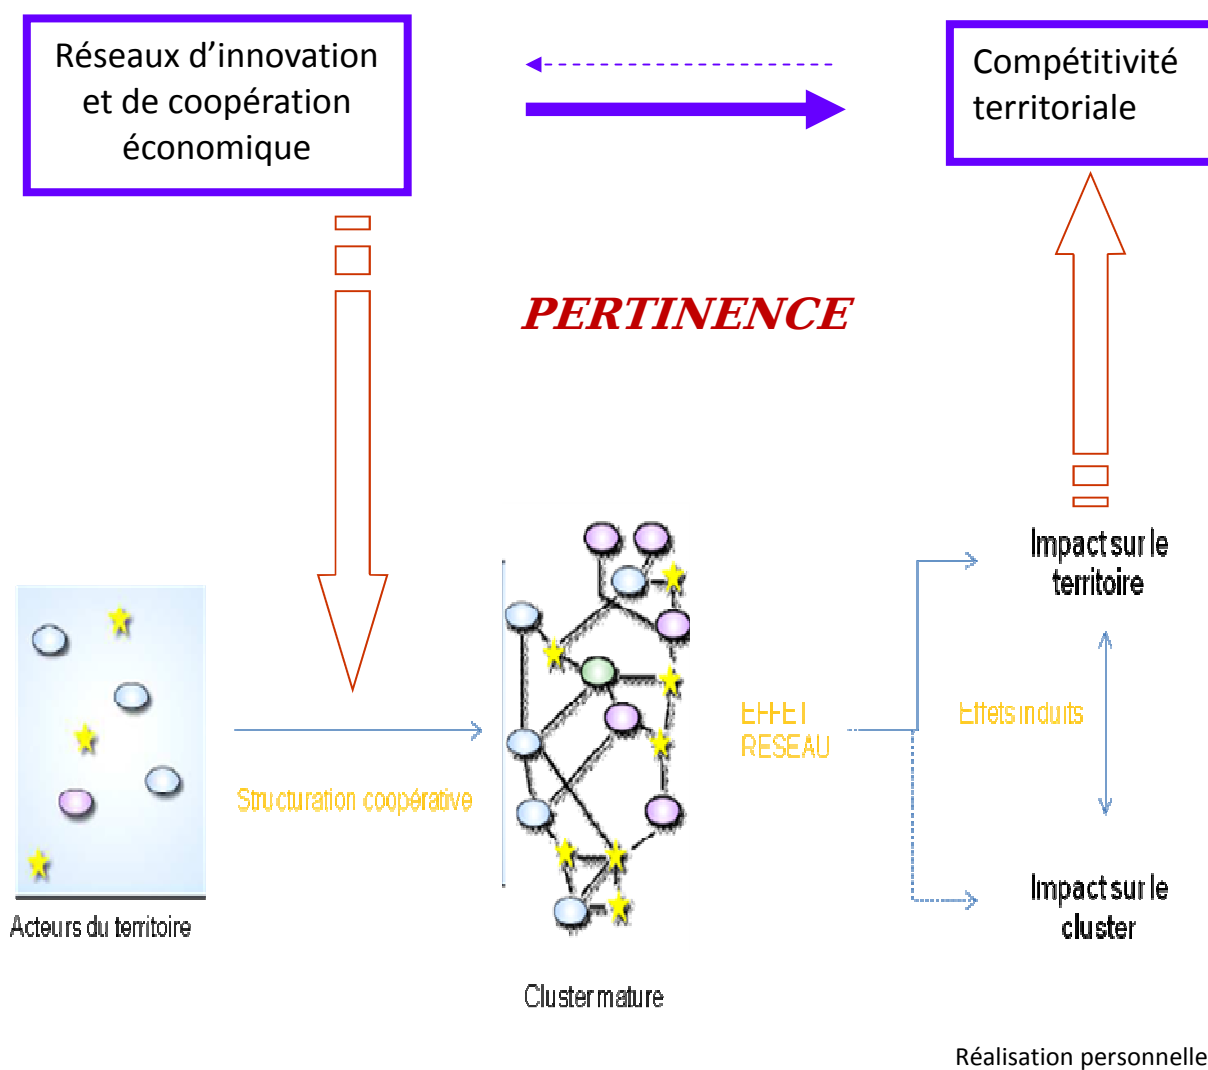 Réseaux d’innovation
et de coopération
économique
Compétitivité
territoriale
PERTINENCE
Impact sur le
territoire
EFFET
RESEAU
Effets induits
Structuration coopérative
Impact sur le
cluster
Acteurs du territoire
Cluster mature
Réalisation personnelle